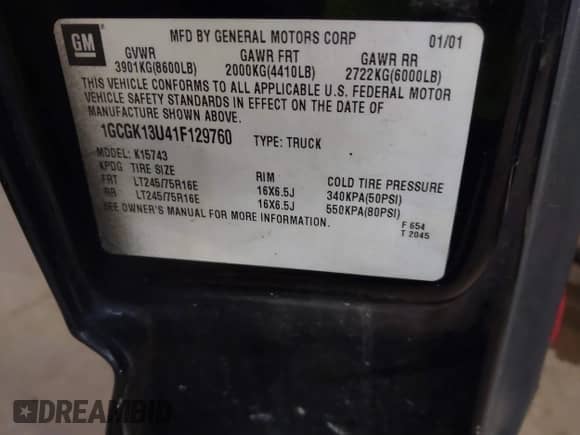 GM
MFD BY GENERAL MOTORS CORP 01/01
GVWR GAWR FRT GAWR RR
3901KG(8600LB) 2000KG(4410LB) 2722KG(6000LB)
THIS VEHICLE CONFORMS TO ALL APPLICABLE U.S. FEDERAL MOTOR
VEHICLE SAFETY STANDARDS IN EFFECT ON THE DATE OF
MANUFACTURE SHOWN ABOVE.
1GCGK13U41F129760 TYPE: TRUCK
MODEL: K15743
KPDG TIRE SIZE RIM COLD TIRE PRESSURE
FRT LT245/75R16E 16X6.5J 340KPA(50PSI)
RR LT245/75R16E 16X6.5J 550KPA(80PSI)
SEE OWNER'S MANUAL FOR MORE INFORMATION.
F 654
T 2045
DREAMBID